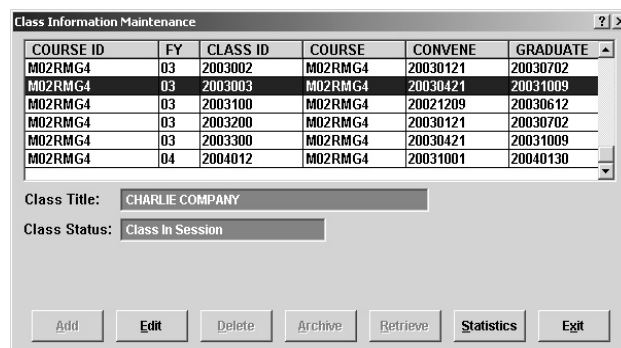 Class Information Maintenance ? x
COURSE ID FY CLASS ID COURSE CONVENE GRADUATE
M02RMG4 03 2003002 M02RMG4 20030121 20030702
M02RMG4 03 2003003 M02RMG4 20030421 20031009
M02RMG4 03 2003100 M02RMG4 20021209 20030612
M02RMG4 03 2003200 M02RMG4 20030121 20030702
M02RMG4 03 2003300 M02RMG4 20030421 20031009
M02RMG4 04 2004012 M02RMG4 20031001 20040130
Class Title: CHARLIE COMPANY
Class Status: Class In Session
Add Edit Delete Archive Retrieve Statistics Exit